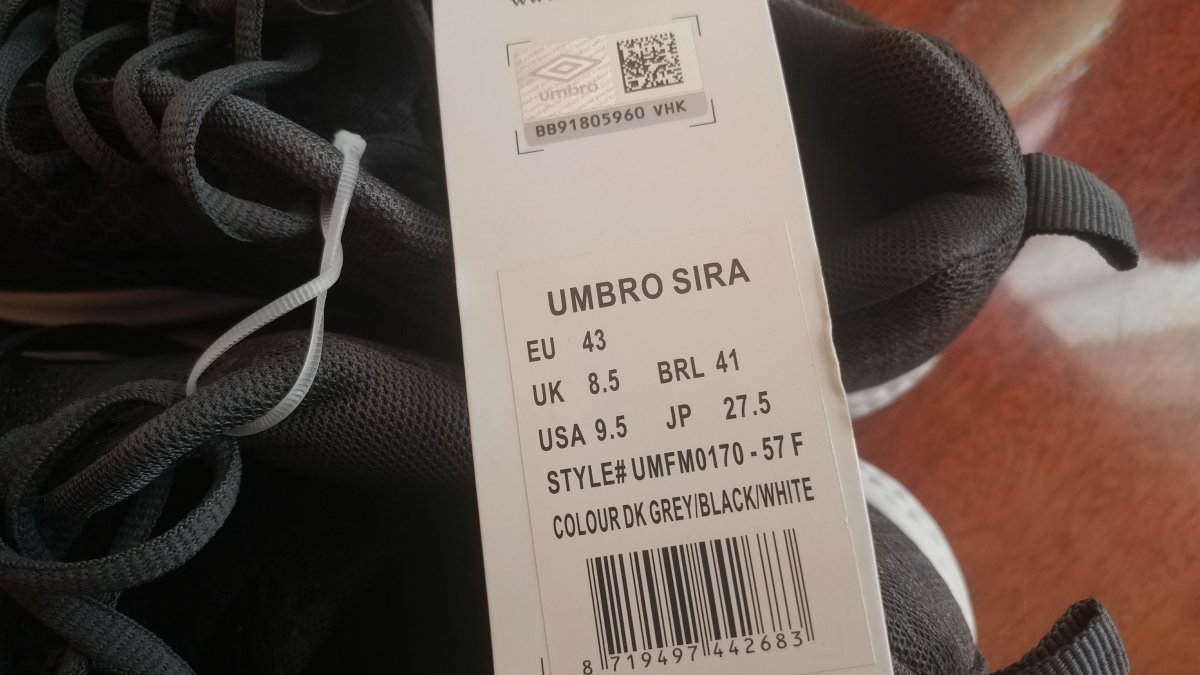 umbro
BB91805960 VHK
UMBRO SIRA
EU 43
UK 8.5 BRL 41
USA 9.5 JP 27.5
STYLE# UMFM0170 - 57 F
COLOUR DK GREY/BLACK/WHITE
8 719497 442683